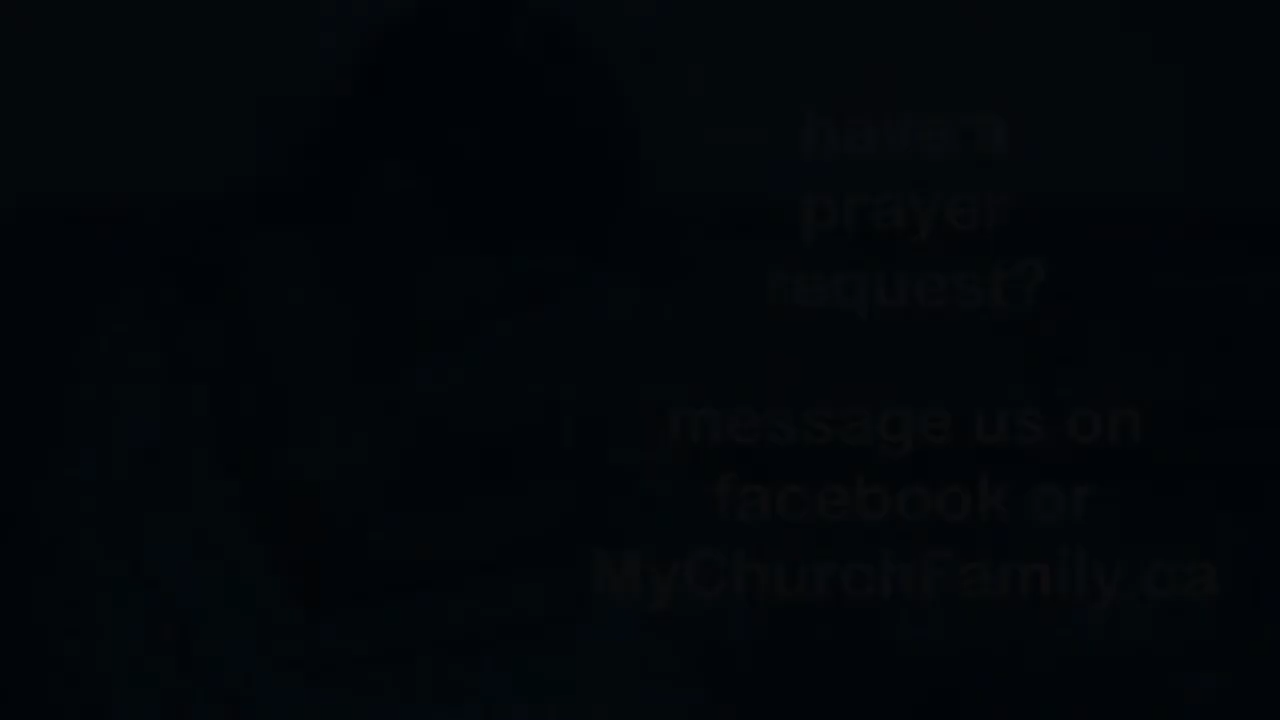 have a
prayer
request?
message us on
facebook or
MyChurchFamily.ca